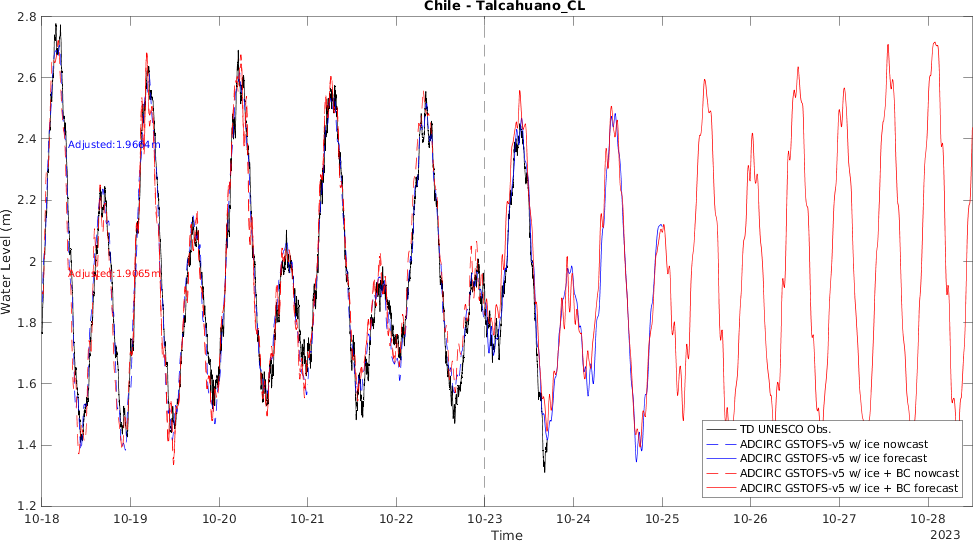 Chile - Talcahuano_CL
2.8
2.6
2.4
2.2
2
1.8
1.6
1.4
1.2
Water Level (m)
Adjusted:1.9664m
Adjusted:1.9065m
TD UNESCO Obs.
ADCIRC GSTOFS-v5 w/ ice nowcast
ADCIRC GSTOFS-v5 w/ ice forecast
ADCIRC GSTOFS-v5 w/ ice + BC nowcast
ADCIRC GSTOFS-v5 w/ ice + BC forecast
10-18 10-19 10-20 10-21 10-22 10-23 10-24 10-25 10-26 10-27 10-28
2023
Time